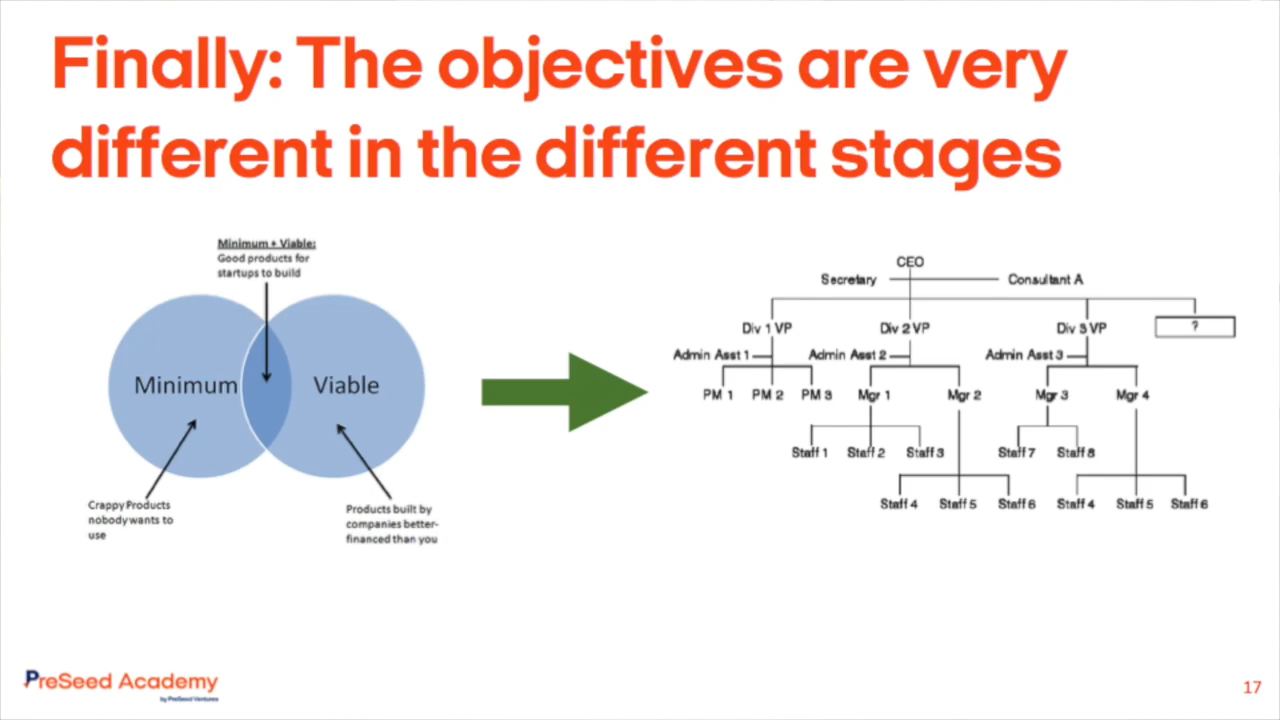 Finally: The objectives are very
different in the different stages
Minimum + Viable:
Good products for
startups to build
Minimum
Viable
Crappy Products
nobody wants to
use
Products built by
companies better-
financed than you
CEO
Secretary
Consultant A
Div 1 VP
Div 2 VP
Div 3 VP
?
Admin Asst 1
Admin Asst 2
Admin Asst 3
PM 1
PM 2
PM 3
Mgr 1
Mgr 2
Mgr 3
Mgr 4
Staff 1
Staff 2
Staff 3
Staff 7
Staff 8
Staff 4
Staff 5
Staff 6
Staff 4
Staff 5
Staff 6
PreSeed Academy
by PreSeed Ventures
17